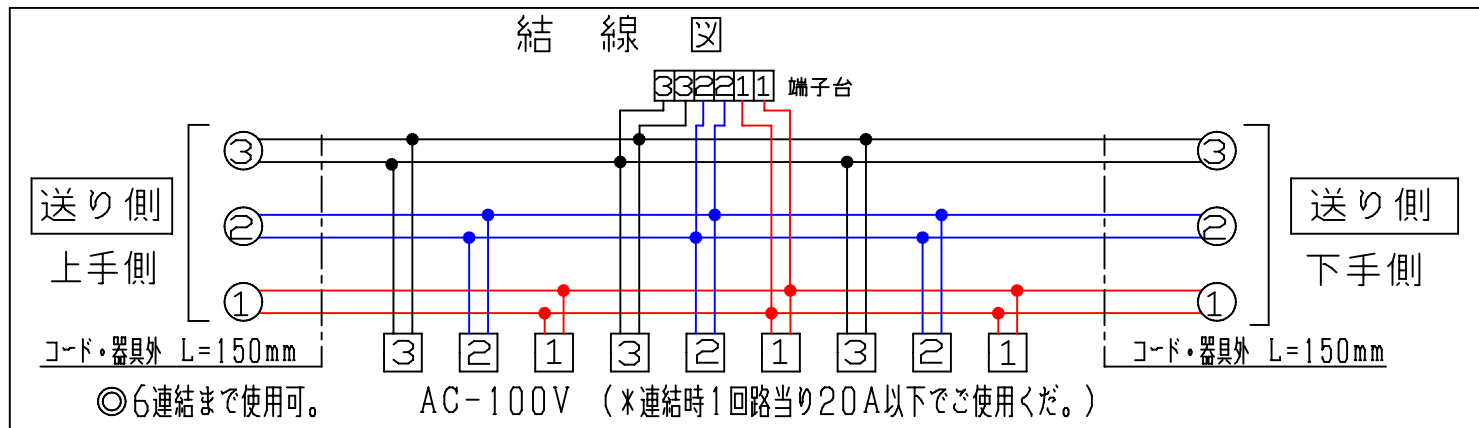 結線図
332211 端子台
③ ③
送り側 ② ② 送り側
上手側 下手側
① ①
コード・器具外 L=150mm 3 2 1 3 2 1 3 2 1 コード・器具外 L=150mm
◎6連結まで使用可。 AC-100V (*連結時1回路当り20A以下でご使用くだ。)